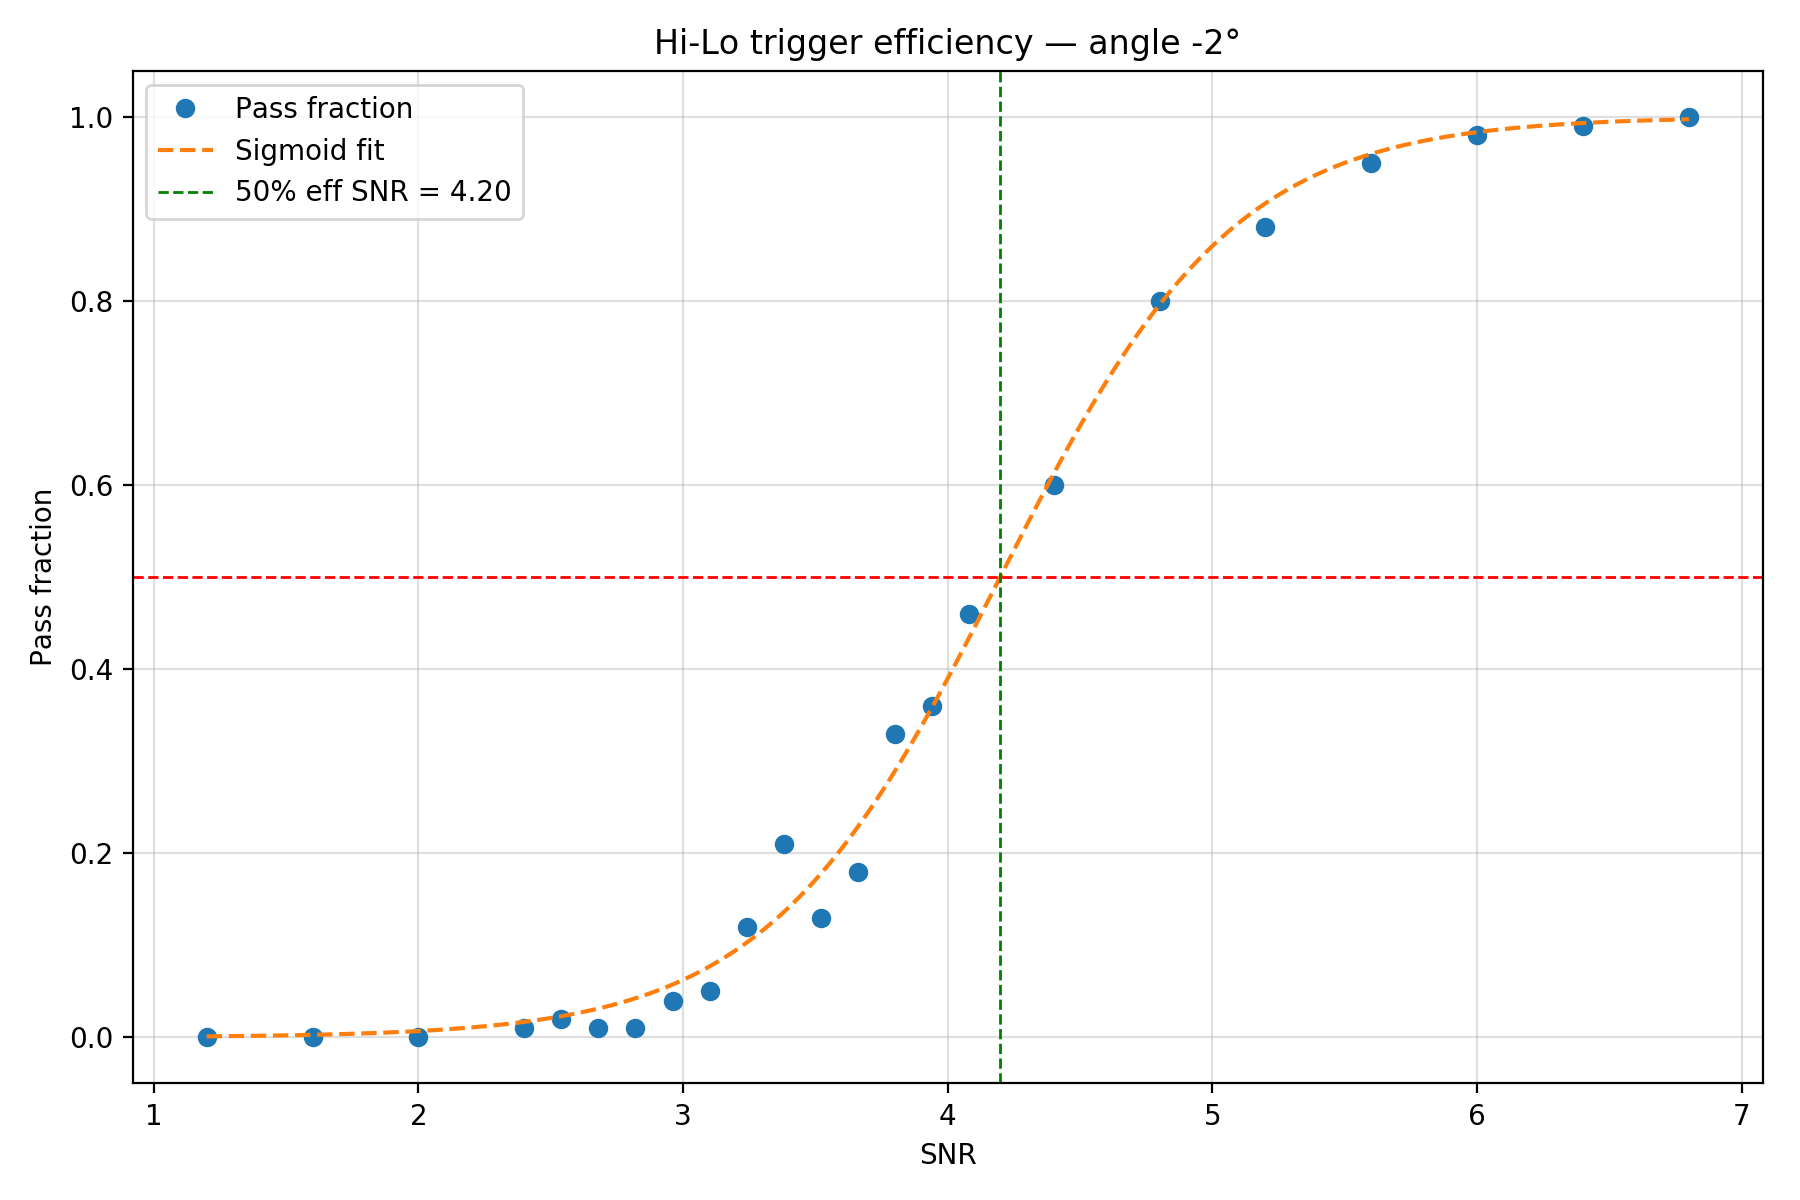 Hi-Lo trigger efficiency — angle -2°
Pass fraction
Sigmoid fit
50% eff SNR = 4.20
1.0
0.8
0.6
0.4
0.2
0.0
Pass fraction
1 2 3 4 5 6 7
SNR